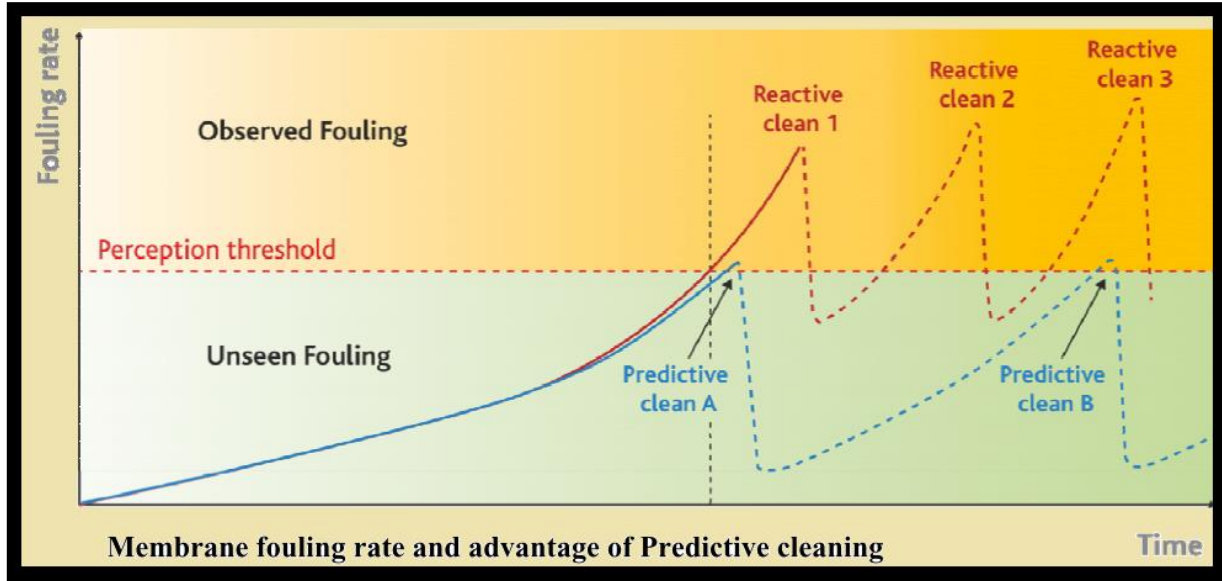 Fouling rate
Observed Fouling
Reactive
clean 1
Reactive
clean 2
Reactive
clean 3
Perception threshold
Unseen Fouling
Predictive
clean A
Predictive
clean B
Membrane fouling rate and advantage of Predictive cleaning
Time